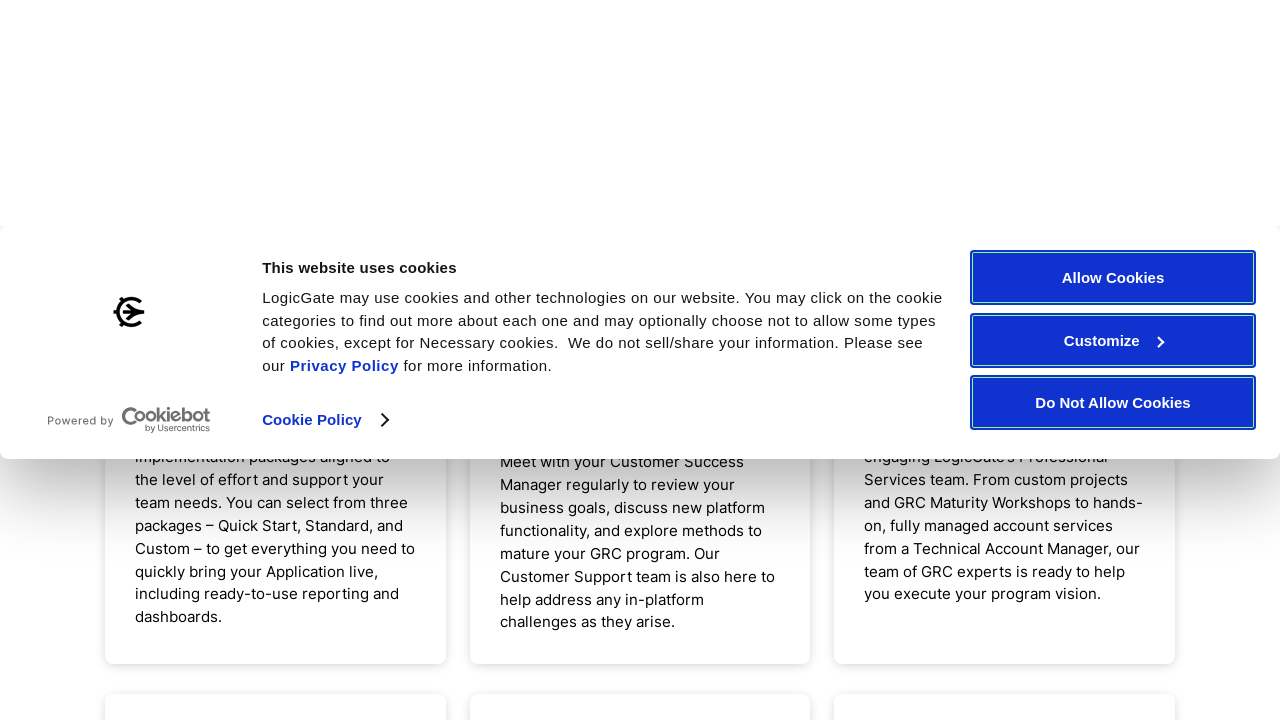 This website uses cookies
LogicGate may use cookies and other technologies on our website. You may click on the cookie
categories to find out more about each one and may optionally choose not to allow some types
of cookies, except for Necessary cookies.  We do not sell/share your information. Please see
our Privacy Policy for more information.
Cookie Policy
Powered by Cookiebot
by Usercentrics
Allow Cookies
Customize
Do Not Allow Cookies
implementation packages aligned to
the level of effort and support your
team needs. You can select from three
packages – Quick Start, Standard, and
Custom – to get everything you need to
quickly bring your Application live,
including ready-to-use reporting and
dashboards.
Meet with your Customer Success
Manager regularly to review your
business goals, discuss new platform
functionality, and explore methods to
mature your GRC program. Our
Customer Support team is also here to
help address any in-platform
challenges as they arise.
engaging LogicGate's Professional
Services team. From custom projects
and GRC Maturity Workshops to hands-
on, fully managed account services
from a Technical Account Manager, our
team of GRC experts is ready to help
you execute your program vision.